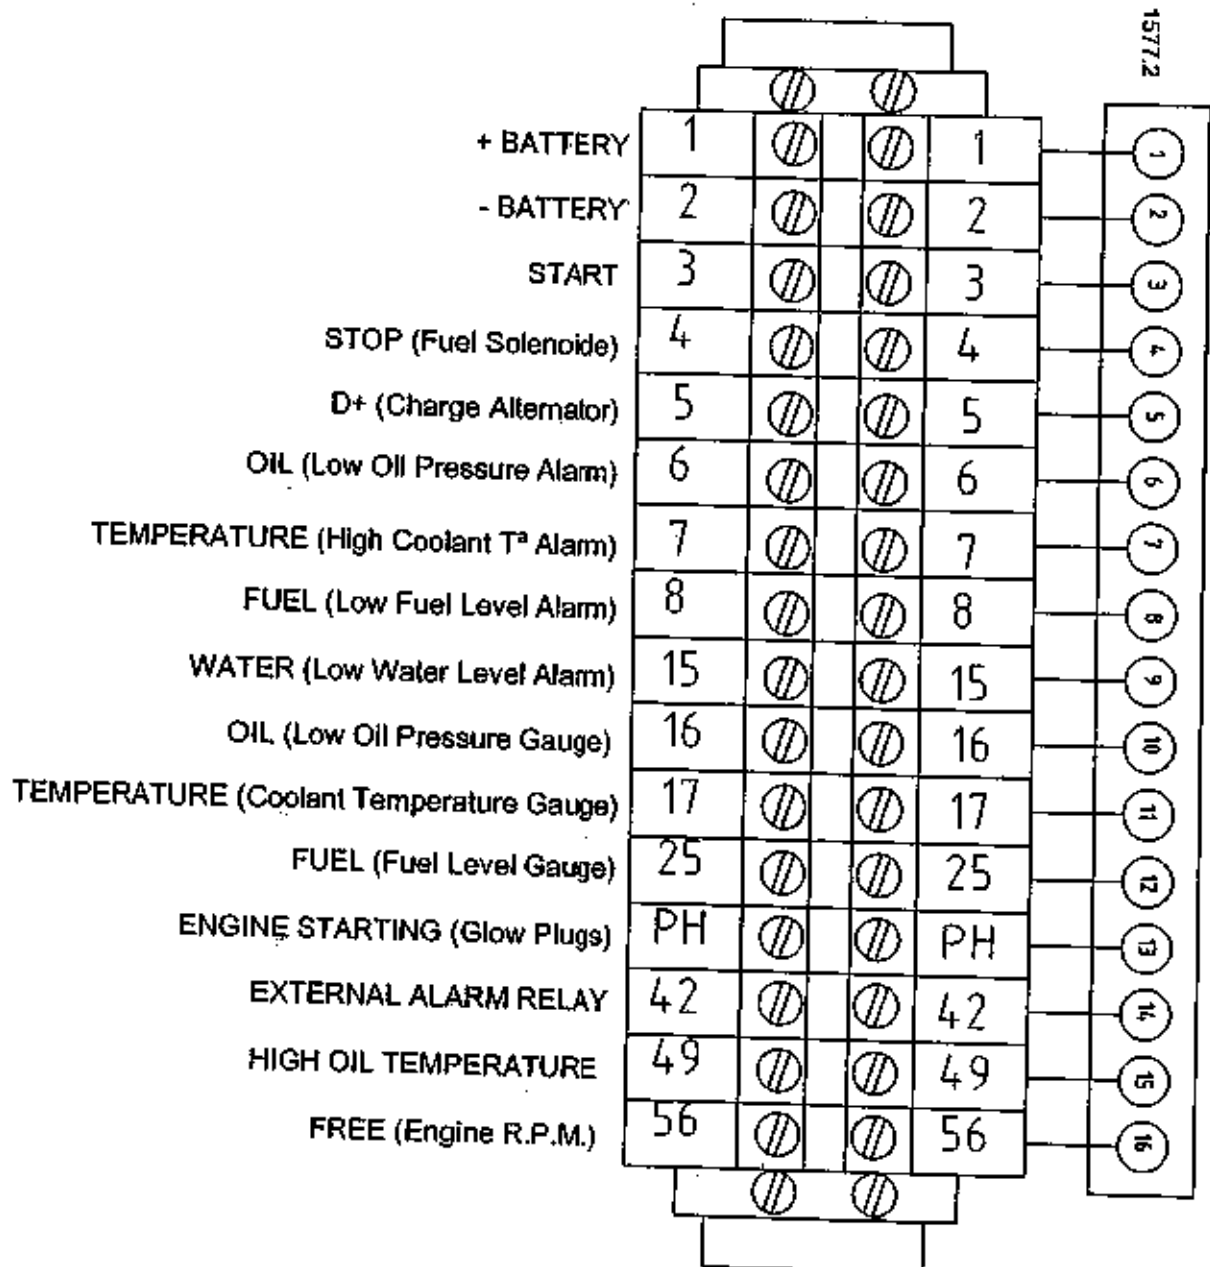 1577.2
+ BATTERY 1 1 1
- BATTERY 2 2 2
START 3 3 3
STOP (Fuel Solenoide) 4 4 4
D+ (Charge Alternator) 5 5 5
OIL (Low Oil Pressure Alarm) 6 6 6
TEMPERATURE (High Coolant Tª Alarm) 7 7 7
FUEL (Low Fuel Level Alarm) 8 8 8
WATER (Low Water Level Alarm) 15 15 9
OIL (Low Oil Pressure Gauge) 16 16 10
TEMPERATURE (Coolant Temperature Gauge) 17 17 11
FUEL (Fuel Level Gauge) 25 25 12
ENGINE STARTING (Glow Plugs) PH PH 13
EXTERNAL ALARM RELAY 42 42 14
HIGH OIL TEMPERATURE 49 49 15
FREE (Engine R.P.M.) 56 56 16